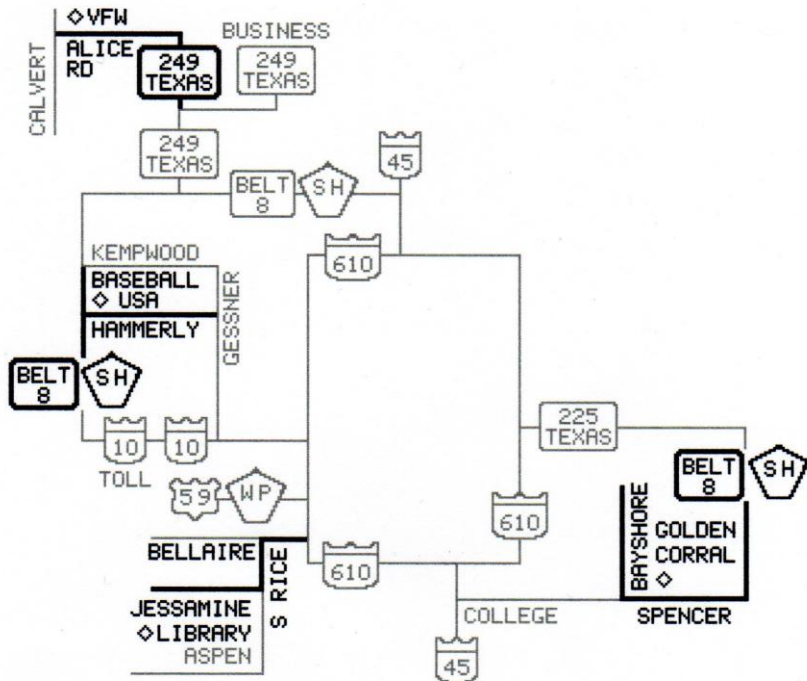 ◇VFW
BUSINESS
ALICE
RD
249
TEXAS
249
TEXAS
CALVERT
249
TEXAS
45
BELT
8
SH
KEMPWOOD
610
BASEBALL
◇ USA
GESSNER
HAMMERLY
BELT
8
SH
10
10
TOLL
225
TEXAS
BELT
8
SH
59
WP
BAYSHORE
GOLDEN
CORRAL
◇
610
BELLAIRE
S RICE
610
JESSAMINE
◇LIBRARY
ASPEN
COLLEGE
SPENCER
45